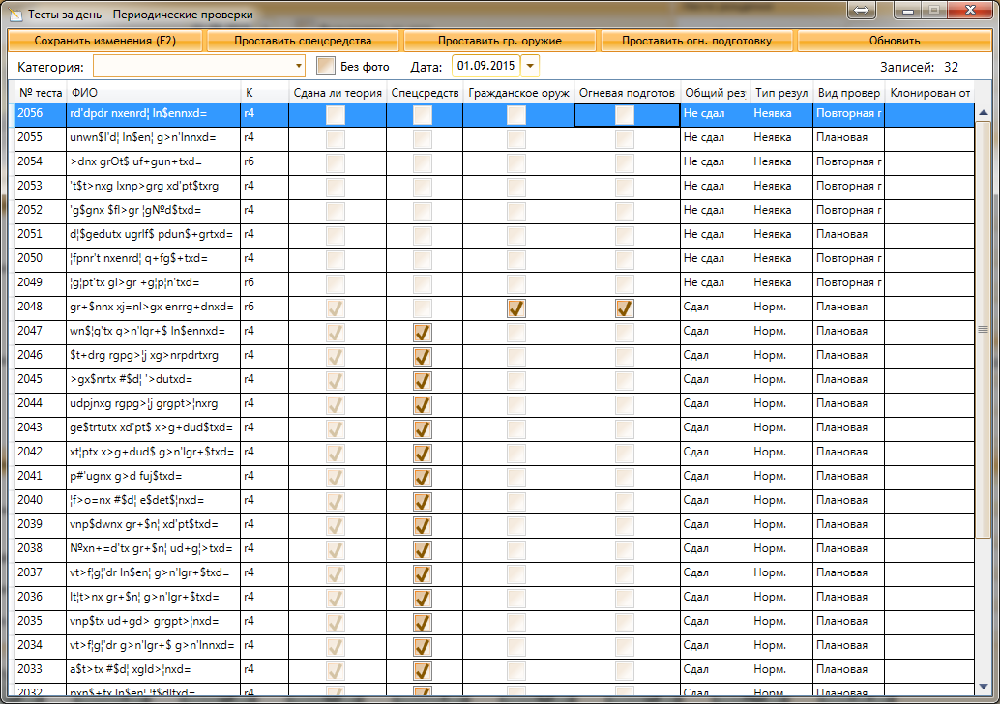 Тесты за день - Периодические проверки
Сохранить изменения (F2) Проставить спецсредства Проставить гр. оружие Проставить огн. подготовку Обновить
Категория: Без фото Дата: 01.09.2015 Записей: 32
№ теста ФИО К Сдана ли теория Спецсредств Гражданское оруж Огневая подготов Общий рез Тип резул Вид провер Клонирован от
2056 rd'dpdr nxenrd¦ ln$ennxd= r4 Не сдал Неявка Повторная г
2055 unwn$l'd¦ ln$en¦ g>n'lnnxd= r4 Не сдал Неявка Плановая
2054 >dnx grOt$ uf+gun+txd= r6 Не сдал Неявка Повторная г
2053 't$t>nxg lxnp>grg xd'pt$txrg r4 Не сдал Неявка Повторная г
2052 'g$gnx $fl>gr ¦g№d$txd= r4 Не сдал Неявка Повторная г
2051 d¦$gedutx ugrlf$ pdun$+grtxd= r4 Не сдал Неявка Плановая
2050 ¦fpnr't nxenrd¦ q+fg$+txd= r4 Не сдал Неявка Повторная г
2049 ¦g¦pt'tx gl>gr +g¦p¦n'txd= r6 Не сдал Неявка Повторная г
2048 gr+$nnx xj=nl>gx enrrg+dnxd= r6 Сдал Норм. Плановая
2047 wn$¦g'tx g>n'lgr+$ ln$ennxd= r4 Сдал Норм. Плановая
2046 $t+drg rgpg>¦j xg>nrpdrtxrg r4 Сдал Норм. Плановая
2045 >gx$nrtx #$d¦ '>dutxd= r4 Сдал Норм. Плановая
2044 udpjnxg rgpg>¦j grgpt>¦nxrg r4 Сдал Норм. Плановая
2043 ge$trtutx xd'pt$ x>g+dud$txd= r4 Сдал Норм. Плановая
2042 xt¦ptx x>g+dud$ g>n'lgr+$txd= r4 Сдал Норм. Плановая
2041 p#'ugnx g>d fuj$txd= r4 Сдал Норм. Плановая
2040 ¦f>o=nx #$d¦ e$det$¦nxd= r4 Сдал Норм. Плановая
2039 vnp$dwnx gr+$n¦ xd'pt$txd= r4 Сдал Норм. Плановая
2038 №xn+=d'tx gr+$n¦ ud+g¦>txd= r4 Сдал Норм. Плановая
2037 vt>f¦g¦'dr ln$en¦ g>n'lgr+$txd= r4 Сдал Норм. Плановая
2036 lt¦t>nx gr+$n¦ g>n'lgr+$txd= r4 Сдал Норм. Плановая
2035 vnp$tx ud+gd> grgpt>¦nxd= r4 Сдал Норм. Плановая
2034 vt>f¦g¦'dr g>n'lgr+$ g>n'lnnxd= r4 Сдал Норм. Плановая
2033 a$t>tx #$d¦ xgld>¦nxd= r4 Сдал Норм. Плановая
2032 nxn$+tx ln$en¦ 't$dltxd= r4 Сдал Норм. Плановая